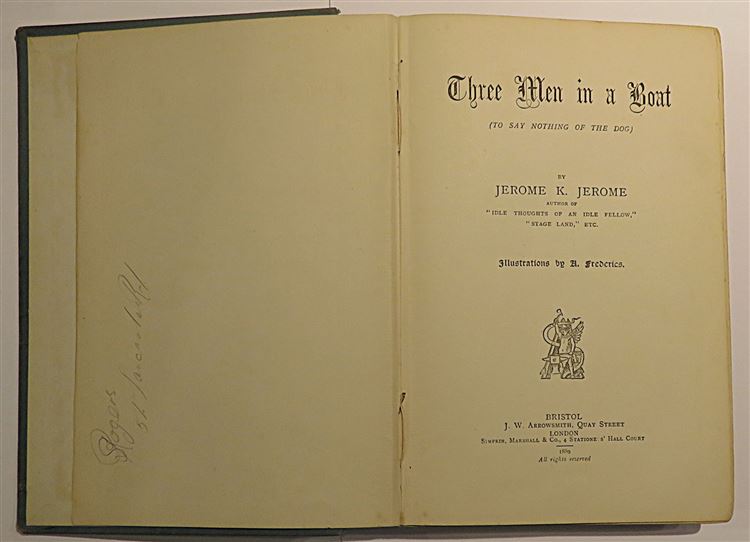 Rogers
Three Men in a Boat
(TO SAY NOTHING OF THE DOG)
BY
JEROME K. JEROME
AUTHOR OF
"IDLE THOUGHTS OF AN IDLE FELLOW,"
"STAGE LAND," ETC.
Illustrations by A. Frederics.
BRISTOL
J. W. ARROWSMITH, QUAY STREET
LONDON
SIMPKIN, MARSHALL & CO., 4 STATIONE S' HALL COURT
1889
All rights reserved